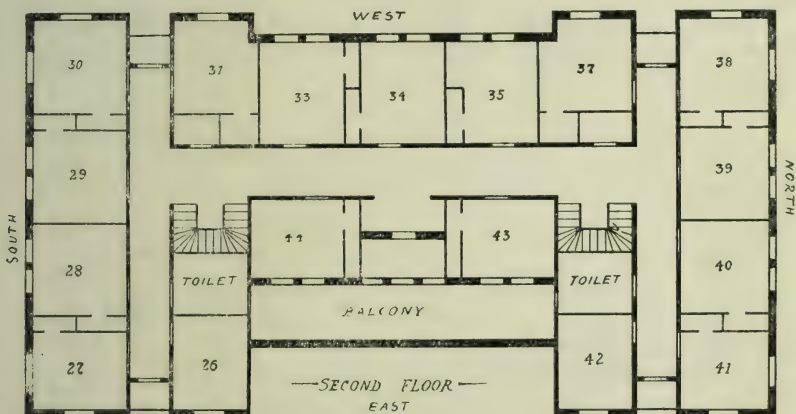 WEST
30
31
33
34
35
37
38
29
39
SOUTH
NORTH
44
43
28
TOILET
TOILET
40
BALCONY
27
26
42
41
SECOND FLOOR
EAST